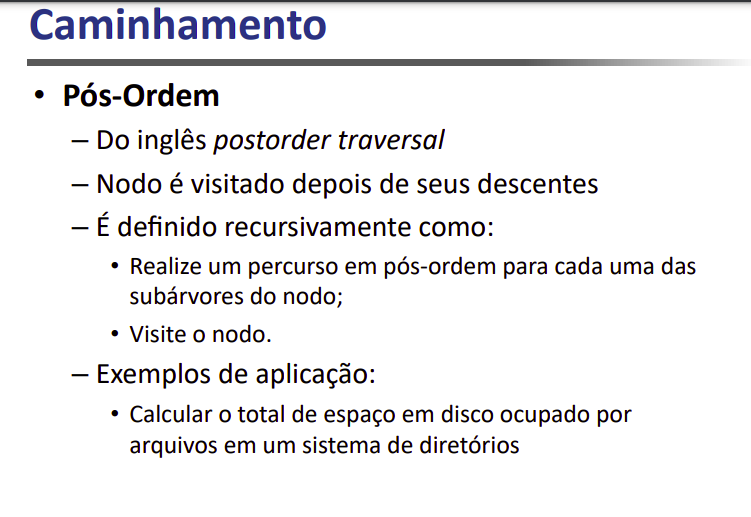 Caminhamento
• Pós-Ordem
– Do inglês postorder traversal
– Nodo é visitado depois de seus descentes
– É definido recursivamente como:
• Realize um percurso em pós-ordem para cada uma das
subárvores do nodo;
• Visite o nodo.
– Exemplos de aplicação:
• Calcular o total de espaço em disco ocupado por
arquivos em um sistema de diretórios